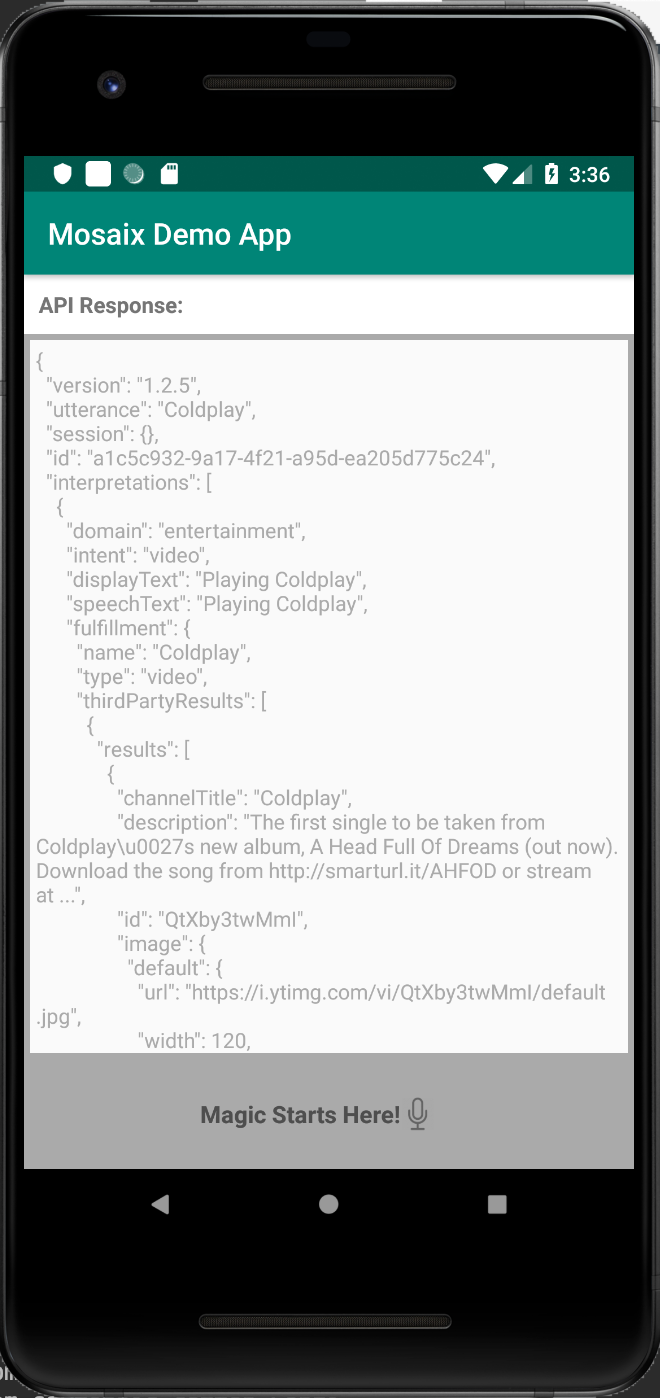 3:36
Mosaix Demo App
API Response:
{
"version": "1.2.5",
"utterance": "Coldplay",
"session": {},
"id": "a1c5c932-9a17-4f21-a95d-ea205d775c24",
"interpretations": [
{
"domain": "entertainment",
"intent": "video",
"displayText": "Playing Coldplay",
"speechText": "Playing Coldplay",
"fulfillment": {
"name": "Coldplay",
"type": "video",
"thirdPartyResults": [
{
"results": [
{
"channelTitle": "Coldplay",
"description": "The first single to be taken from
Coldplay\u0027s new album, A Head Full Of Dreams (out now).
Download the song from http://smarturl.it/AHFOD or stream
at ...",
"id": "QtXby3twMmI",
"image": {
"default": {
"url": "https://i.ytimg.com/vi/QtXby3twMmI/default
.jpg",
"width": 120,
Magic Starts Here!